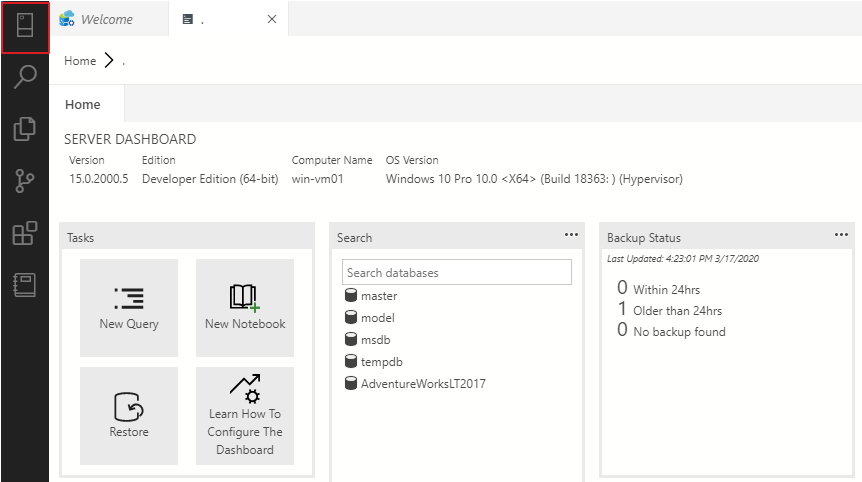 Welcome
.
Home
.
Home
SERVER DASHBOARD
Version Edition Computer Name OS Version
15.0.2000.5 Developer Edition (64-bit) win-vm01 Windows 10 Pro 10.0 <X64> (Build 18363: ) (Hypervisor)
Tasks
New Query
New Notebook
Restore
Learn How To
Configure The
Dashboard
Search
Search databases
master
model
msdb
tempdb
AdventureWorksLT2017
Backup Status
Last Updated: 4:23:01 PM 3/17/2020
0 Within 24hrs
1 Older than 24hrs
0 No backup found